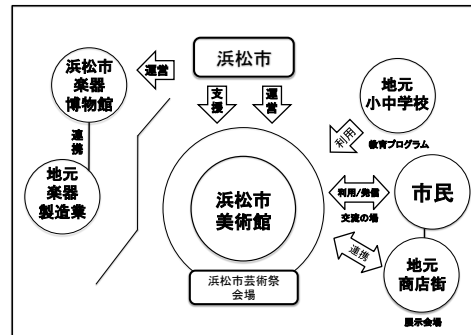 浜松市
浜松市
楽器
博物館
運営
支援
運営
地元
小中学校
利用
教育プログラム
連携
地元
楽器
製造業
浜松市
美術館
利用/発信
交流の場
市民
連携
地元
商店街
展示会場
浜松市芸術祭
会場